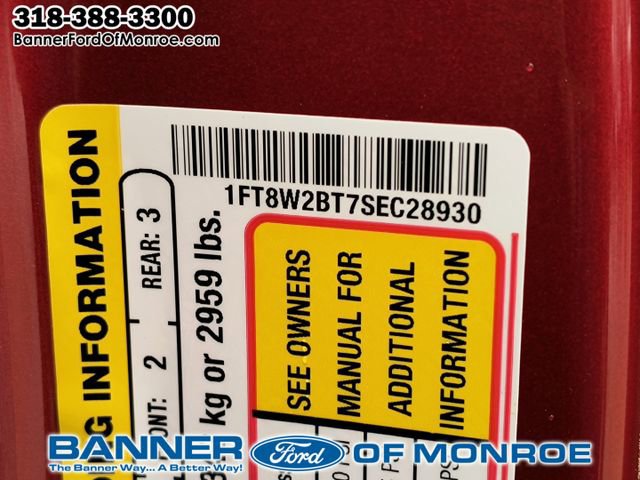 318-388-3300
BannerFordOfMonroe.com
1FT8W2BT7SEC28930
INFORMATION
REAR: 3
2
kg or 2959 lbs.
SEE OWNERS
MANUAL FOR
ADDITIONAL
INFORMATION
BANNER Ford OF MONROE
The Banner Way... A Better Way!